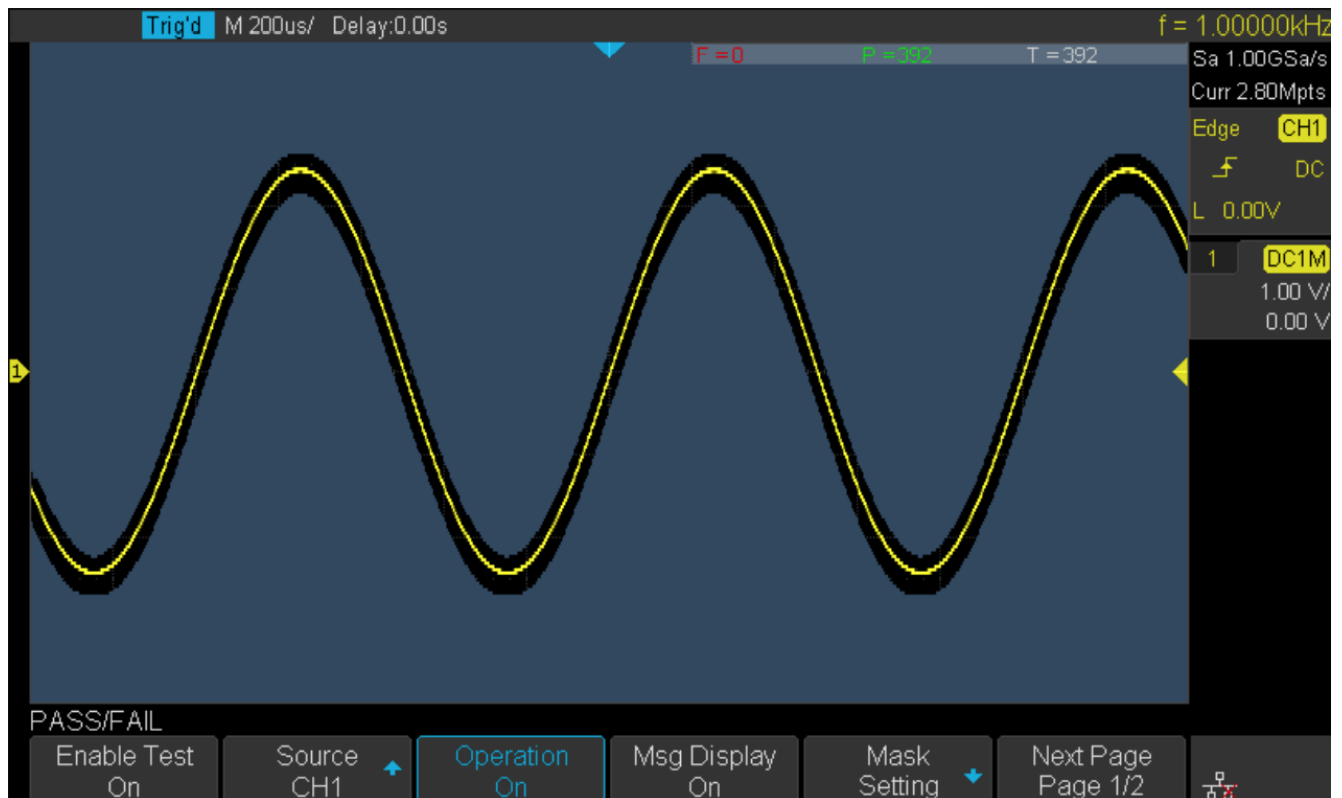 Trig'd M 200us/ Delay:0.00s f = 1.00000kHz
F =0 P =392 T =392
Sa 1.00GSa/s
Curr 2.80Mpts
Edge CH1
DC
L 0.00V
1 DC1M
1.00 V/
0.00 V
1
PASS/FAIL
Enable Test
On
Source
CH1
Operation
On
Msg Display
On
Mask
Setting
Next Page
Page 1/2